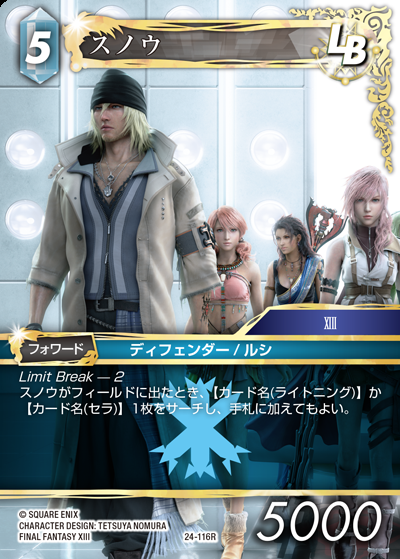 5
スノウ
LB
XIII
フォワード
ディフェンダー / ルシ
Limit Break — 2
スノウがフィールドに出たとき、【カード名(ライトニング)】か
【カード名(セラ)】1枚をサーチし、手札に加えてもよい。
© SQUARE ENIX
CHARACTER DESIGN: TETSUYA NOMURA
FINAL FANTASY XIII
24-116R
5000